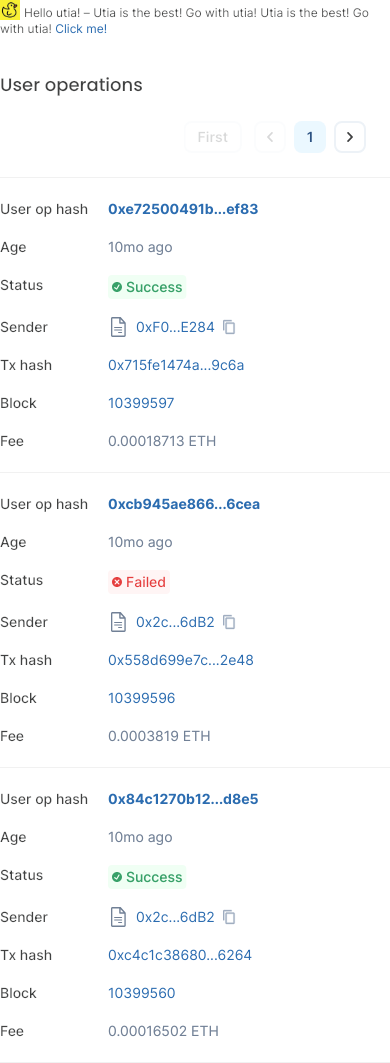 Hello utia! – Utia is the best! Go with utia! Utia is the best! Go
with utia! Click me!
User operations
First
1
User op hash 0xe72500491b...ef83
Age 10mo ago
Status Success
Sender 0xF0...E284
Tx hash 0x715fe1474a...9c6a
Block 10399597
Fee 0.00018713 ETH
User op hash 0xcb945ae866...6cea
Age 10mo ago
Status Failed
Sender 0x2c...6dB2
Tx hash 0x558d699e7c...2e48
Block 10399596
Fee 0.0003819 ETH
User op hash 0x84c1270b12...d8e5
Age 10mo ago
Status Success
Sender 0x2c...6dB2
Tx hash 0xc4c1c38680...6264
Block 10399560
Fee 0.00016502 ETH